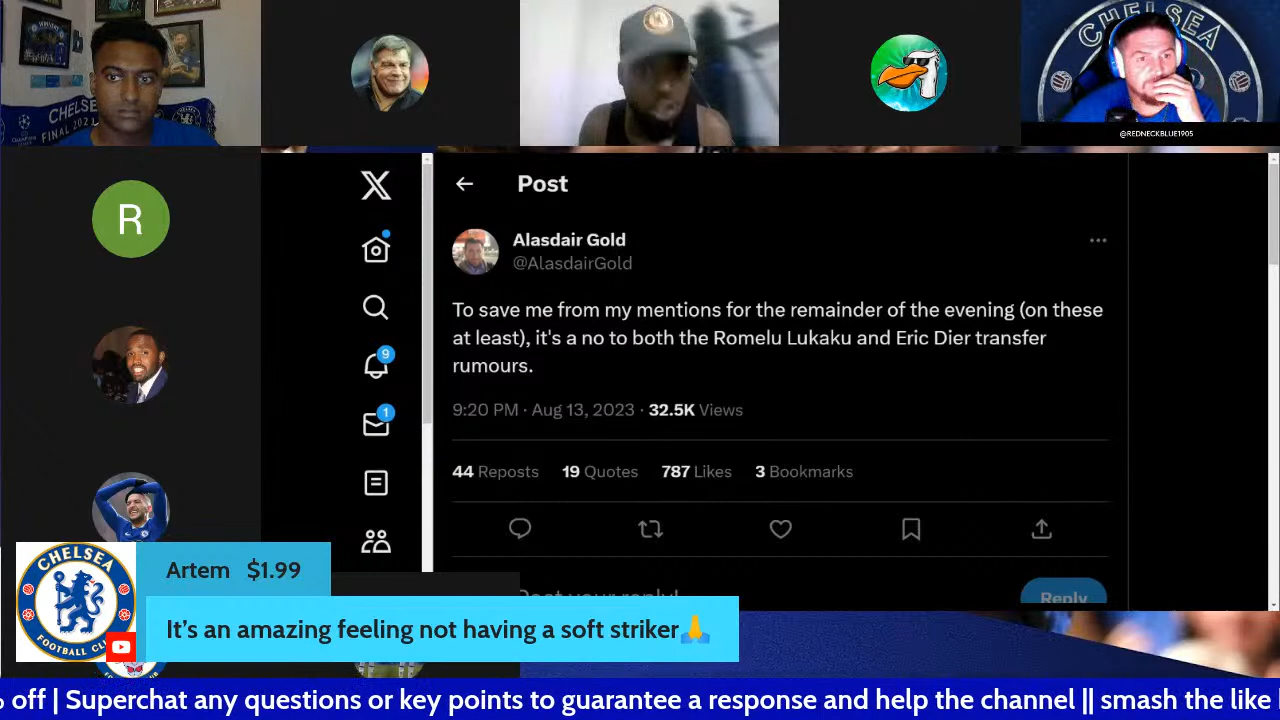 CHELSEA
FINAL 202
CHELSEA
@REDNECKBLUE1905
R
Post
Alasdair Gold
@AlasdairGold
To save me from my mentions for the remainder of the evening (on these
at least), it's a no to both the Romelu Lukaku and Eric Dier transfer
rumours.
9:20 PM · Aug 13, 2023 · 32.5K Views
44 Reposts 19 Quotes 787 Likes 3 Bookmarks
9
1
Reply
CHELSEA
FOOTBALL CLU
Artem $1.99
It's an amazing feeling not having a soft striker🙏
off | Superchat any questions or key points to guarantee a response and help the channel || smash the like